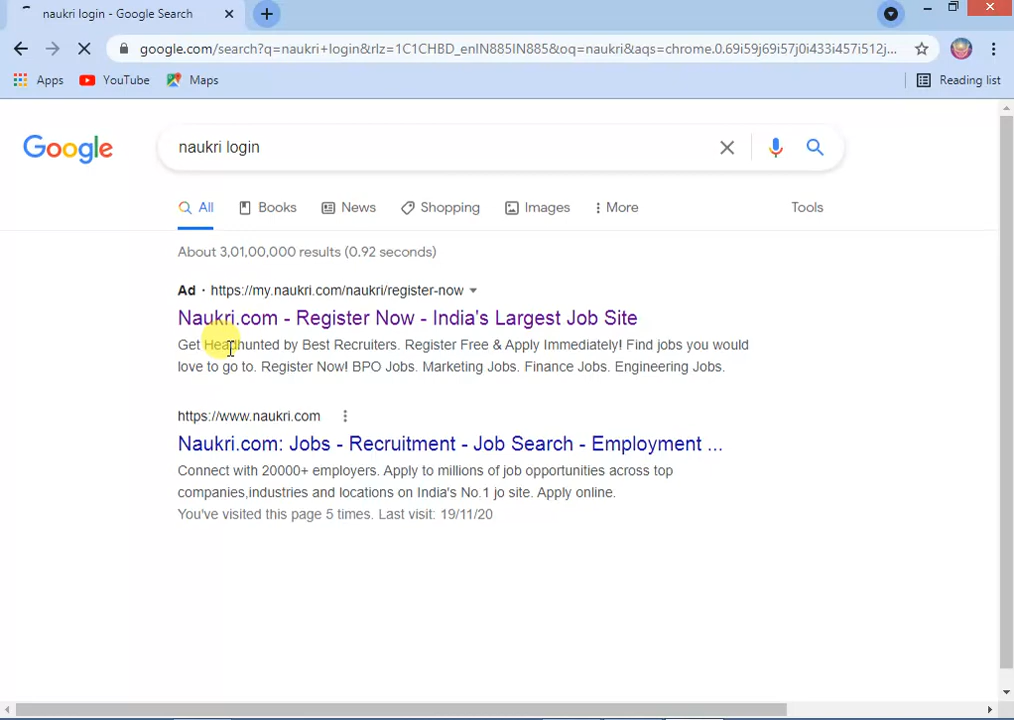 naukri login - Google Search
google.com/search?q=naukri+login&rlz=1C1CHBD_enIN885IN885&oq=naukri&aqs=chrome.0.69i59j69i57j0i433i457i512j...
Apps YouTube Maps Reading list
Google naukri login
All Books News Shopping Images More Tools
About 3,01,00,000 results (0.92 seconds)
Ad · https://my.naukri.com/naukri/register-now
Naukri.com - Register Now - India's Largest Job Site
Get Headhunted by Best Recruiters. Register Free & Apply Immediately! Find jobs you would
love to go to. Register Now! BPO Jobs. Marketing Jobs. Finance Jobs. Engineering Jobs.
https://www.naukri.com
Naukri.com: Jobs - Recruitment - Job Search - Employment ...
Connect with 20000+ employers. Apply to millions of job opportunities across top
companies,industries and locations on India's No.1 jo site. Apply online.
You've visited this page 5 times. Last visit: 19/11/20